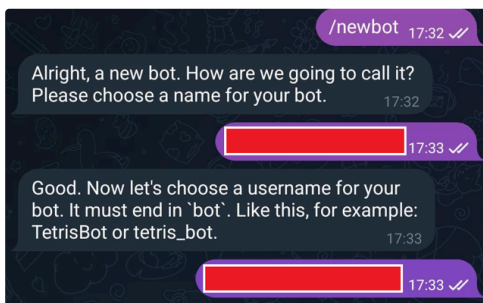 /newbot 17:32
Alright, a new bot. How are we going to call it?
Please choose a name for your bot.
17:32
17:33
Good. Now let's choose a username for your
bot. It must end in `bot`. Like this, for example:
TetrisBot or tetris_bot.
17:33
17:33